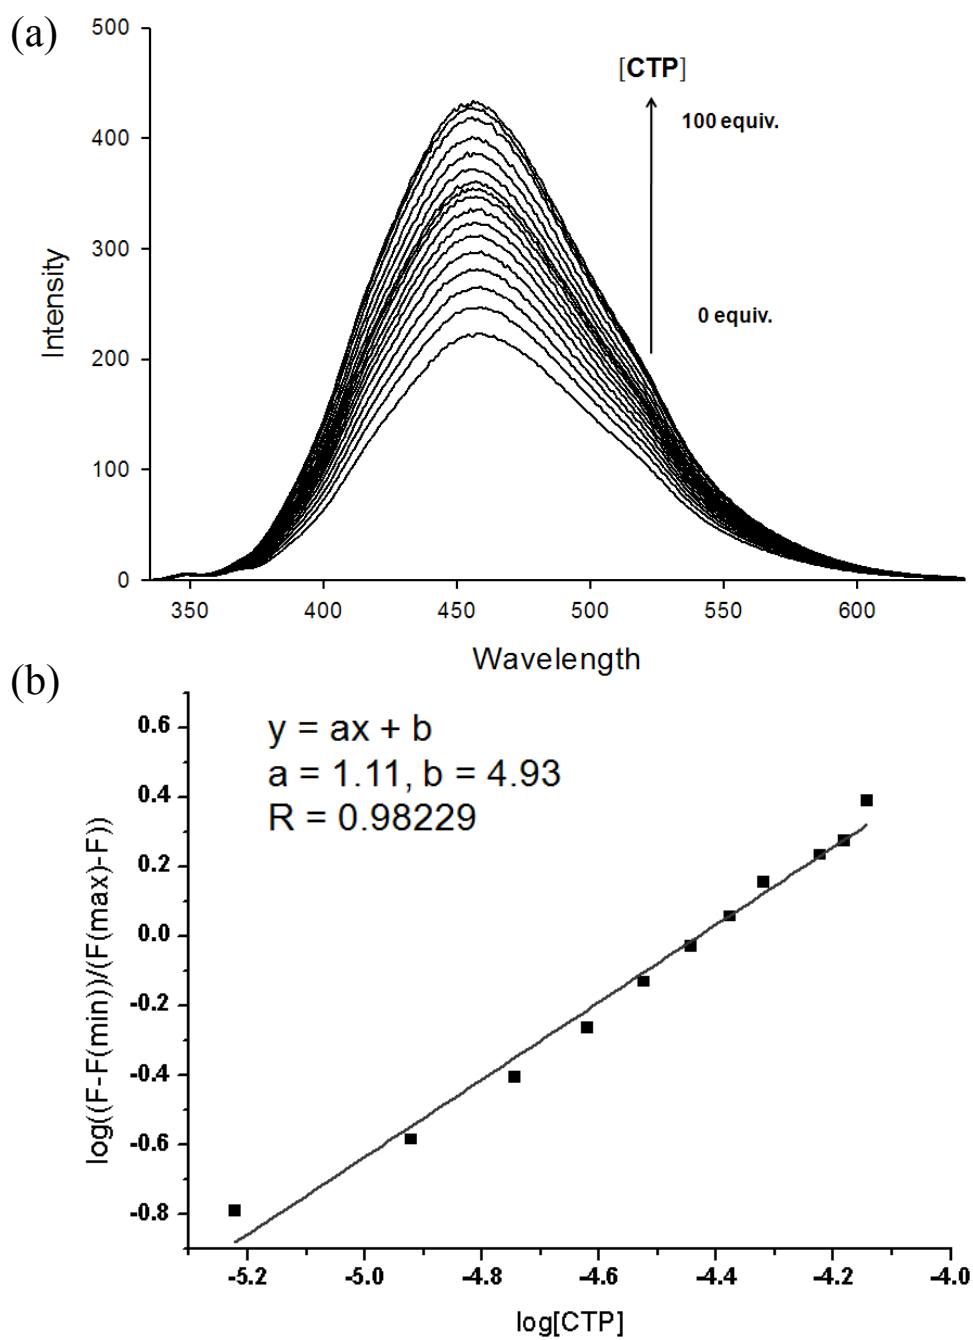 (a)
500
400
300
200
100
0
Intensity
[CTP]
100 equiv.
0 equiv.
350
400
450
500
550
600
Wavelength
(b)
0.6
0.4
0.2
0.0
-0.2
-0.4
-0.6
-0.8
log((F-F(min))/(F(max)-F))
y = ax + b
a = 1.11, b = 4.93
R = 0.98229
-5.2
-5.0
-4.8
-4.6
-4.4
-4.2
-4.0
log[CTP]